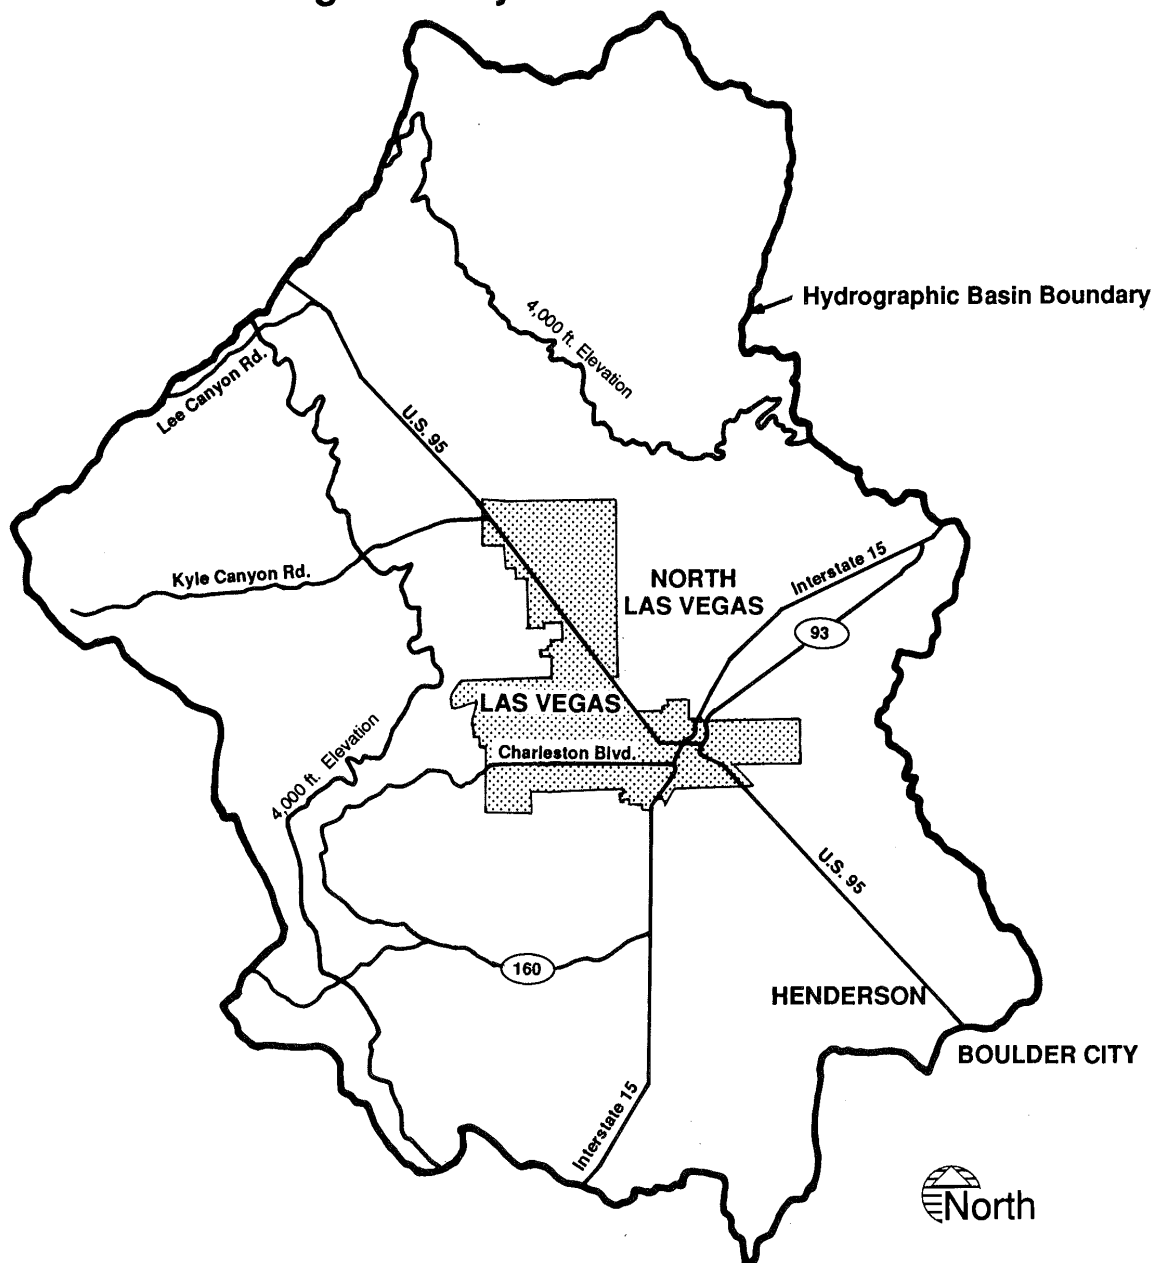 Hydrographic Basin Boundary
4,000 ft. Elevation
Lee Canyon Rd.
U.S. 95
Interstate 15
Kyle Canyon Rd.
NORTH
LAS VEGAS
93
LAS VEGAS
4,000 ft. Elevation
Charleston Blvd.
U.S. 95
160
HENDERSON
BOULDER CITY
Interstate 15
North